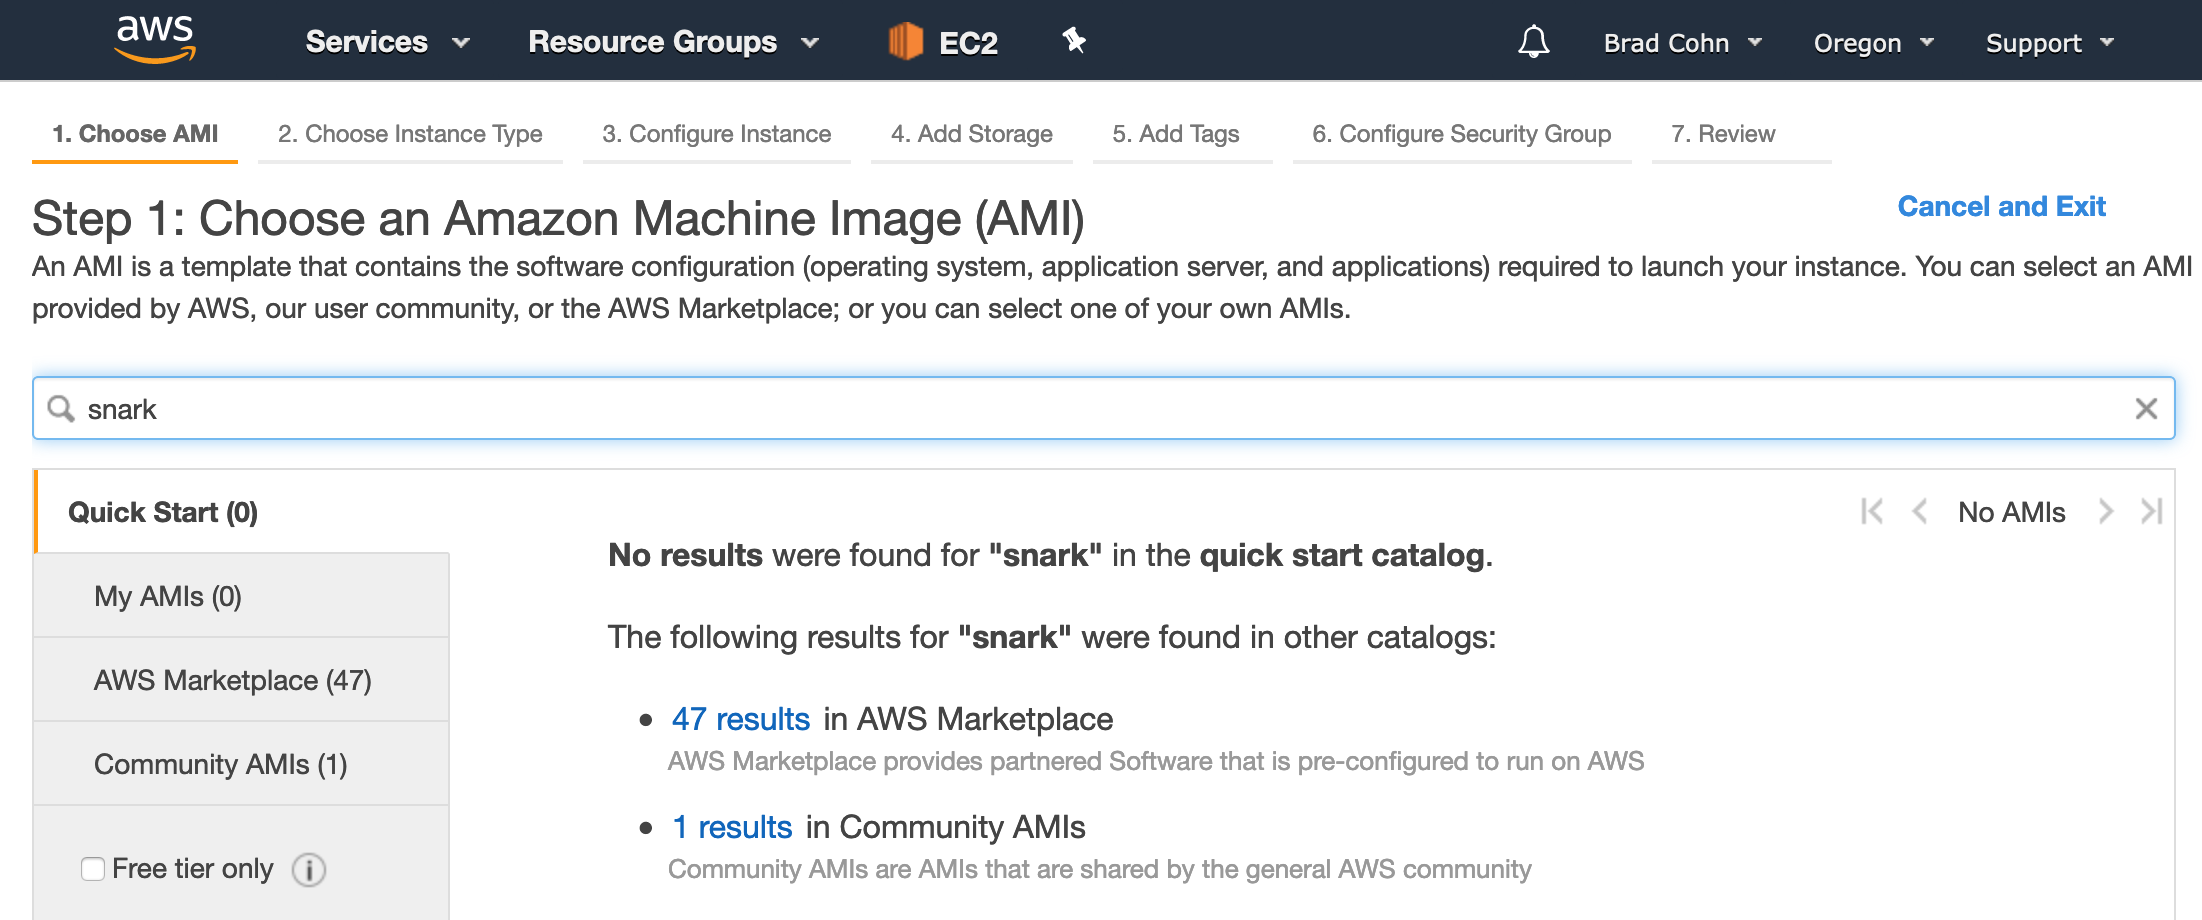 aws Services Resource Groups EC2 Brad Cohn Oregon Support
1. Choose AMI 2. Choose Instance Type 3. Configure Instance 4. Add Storage 5. Add Tags 6. Configure Security Group 7. Review
Step 1: Choose an Amazon Machine Image (AMI)
Cancel and Exit
An AMI is a template that contains the software configuration (operating system, application server, and applications) required to launch your instance. You can select an AMI
provided by AWS, our user community, or the AWS Marketplace; or you can select one of your own AMIs.
snark
Quick Start (0)
My AMIs (0)
AWS Marketplace (47)
Community AMIs (1)
Free tier only
No AMIs
No results were found for "snark" in the quick start catalog.
The following results for "snark" were found in other catalogs:
47 results in AWS Marketplace
AWS Marketplace provides partnered Software that is pre-configured to run on AWS
1 results in Community AMIs
Community AMIs are AMIs that are shared by the general AWS community